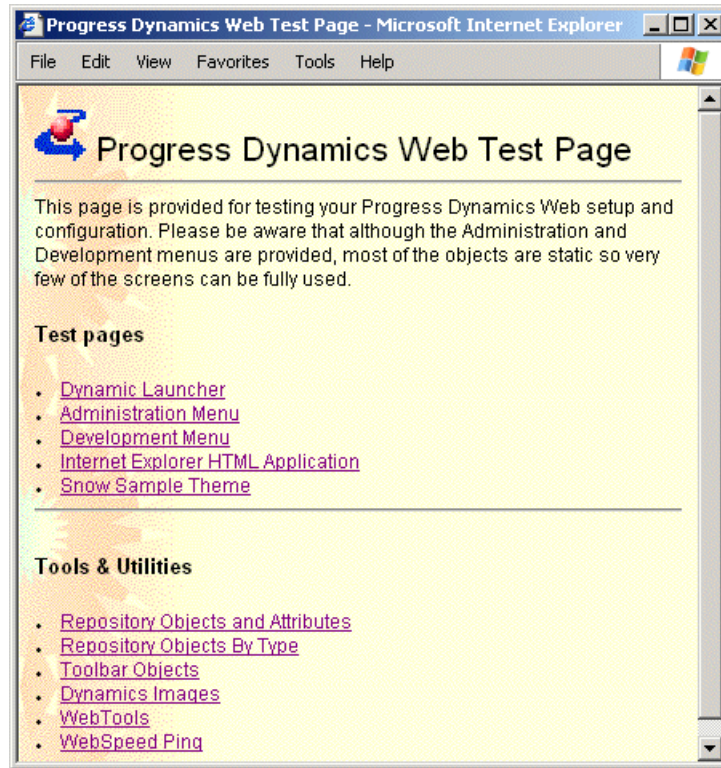 Progress Dynamics Web Test Page - Microsoft Internet Explorer
File Edit View Favorites Tools Help
Progress Dynamics Web Test Page
This page is provided for testing your Progress Dynamics Web setup and
configuration. Please be aware that although the Administration and
Development menus are provided, most of the objects are static so very
few of the screens can be fully used.
Test pages
• Dynamic Launcher
• Administration Menu
• Development Menu
• Internet Explorer HTML Application
• Snow Sample Theme
Tools & Utilities
• Repository Objects and Attributes
• Repository Objects By Type
• Toolbar Objects
• Dynamics Images
• WebTools
• WebSpeed Ping